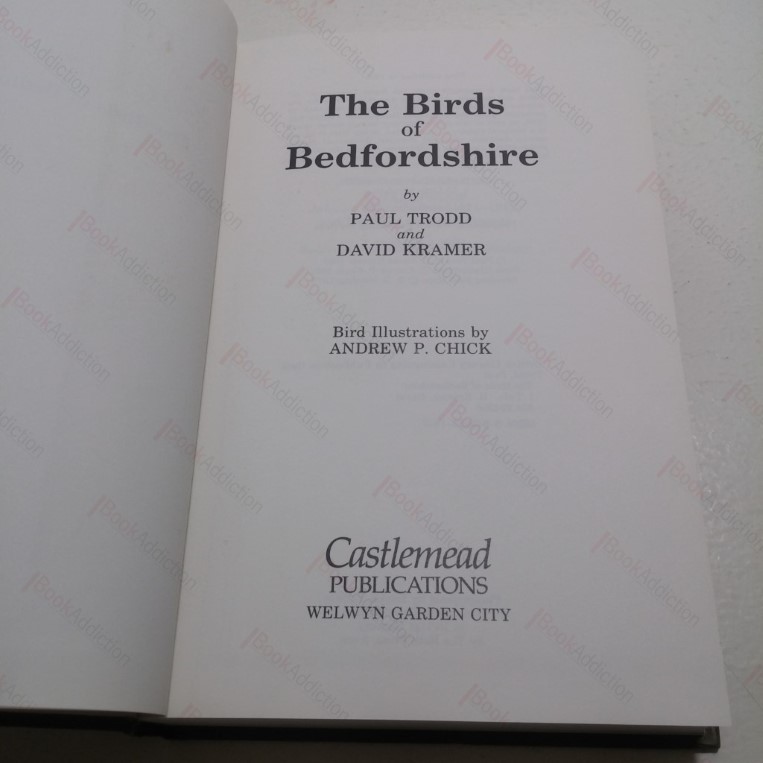 The Birds
of
Bedfordshire
by
PAUL TRODD
and
DAVID KRAMER
Bird Illustrations by
ANDREW P. CHICK
Castlemead
PUBLICATIONS
WELWYN GARDEN CITY
BookAddiction